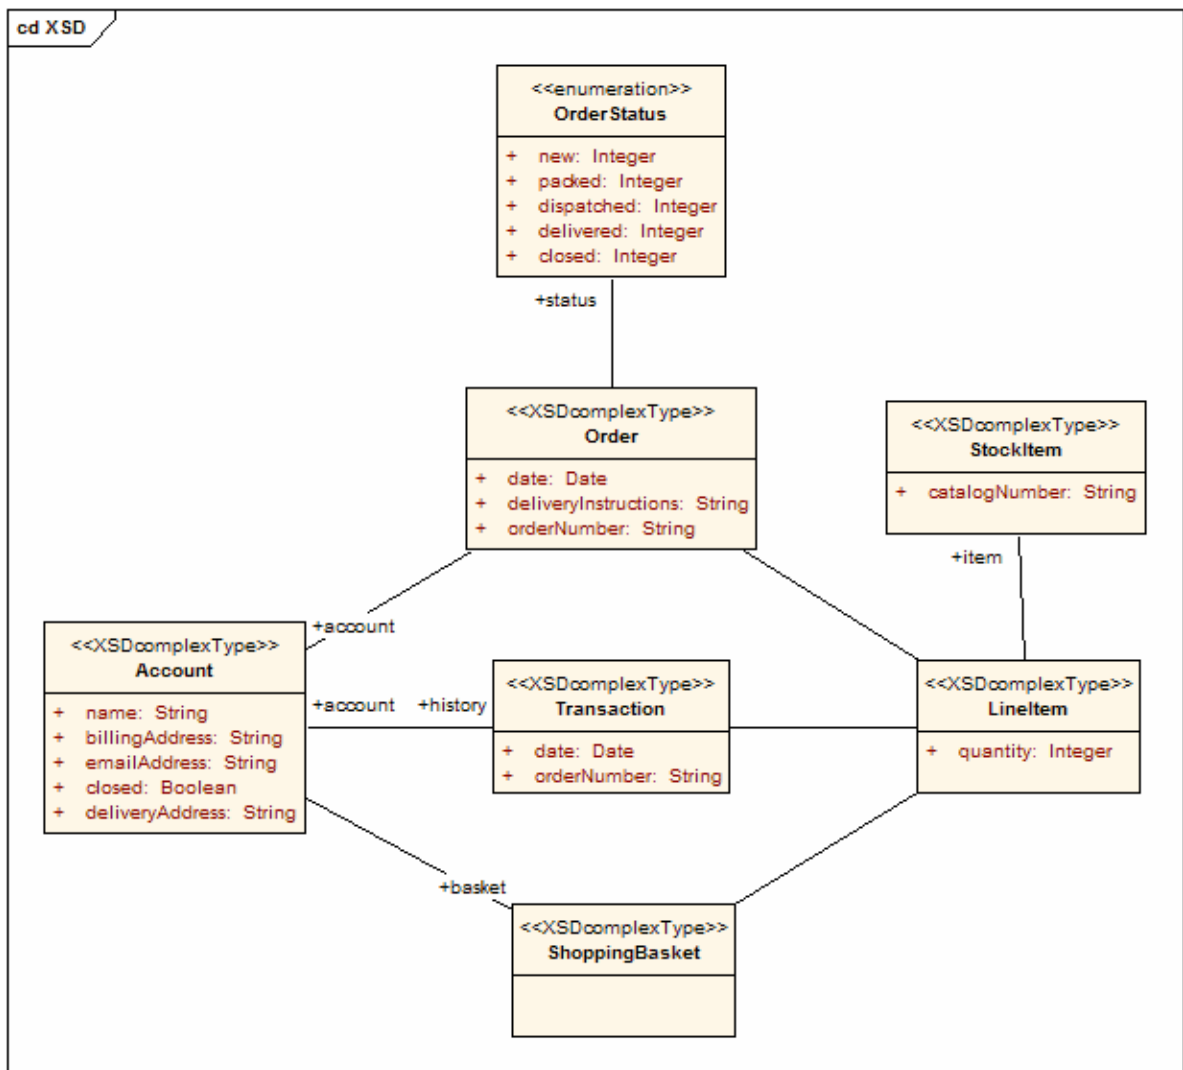 cd XSD
<<enumeration>>
OrderStatus
+ new: Integer
+ packed: Integer
+ dispatched: Integer
+ delivered: Integer
+ closed: Integer
+status
<<XSDcomplexType>>
Order
+ date: Date
+ deliveryInstructions: String
+ orderNumber: String
<<XSDcomplexType>>
StockItem
+ catalogNumber: String
+item
+account
<<XSDcomplexType>>
Account
+ name: String
+ billingAddress: String
+ emailAddress: String
+ closed: Boolean
+ deliveryAddress: String
+account
+history
<<XSDcomplexType>>
Transaction
+ date: Date
+ orderNumber: String
<<XSDcomplexType>>
LineItem
+ quantity: Integer
+basket
<<XSDcomplexType>>
ShoppingBasket